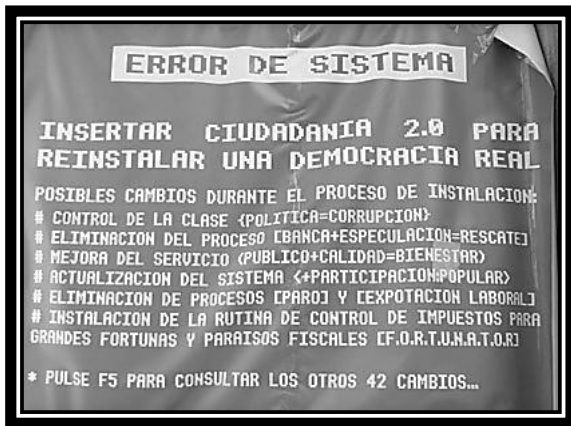 ERROR DE SISTEMA
INSERTAR CIUDADANIA 2.0 PARA
REINSTALAR UNA DEMOCRACIA REAL
POSIBLES CAMBIOS DURANTE EL PROCESO DE INSTALACION:
# CONTROL DE LA CLASE {POLITICA=CORRUPCION}
# ELIMINACION DEL PROCESO [BANCA+ESPECULACION=RESCATE]
# MEJORA DEL SERVICIO {PUBLICO+CALIDAD=BIENESTAR}
# ACTUALIZACION DEL SISTEMA {+PARTICIPACION:POPULAR}
# ELIMINACION DE PROCESOS [PARO] Y [EXPOTACION LABORAL]
# INSTALACION DE LA RUTINA DE CONTROL DE IMPUESTOS PARA
GRANDES FORTUNAS Y PARAISOS FISCALES [F.O.R.T.U.N.A.T.O.R]
* PULSE F5 PARA CONSULTAR LOS OTROS 42 CAMBIOS...